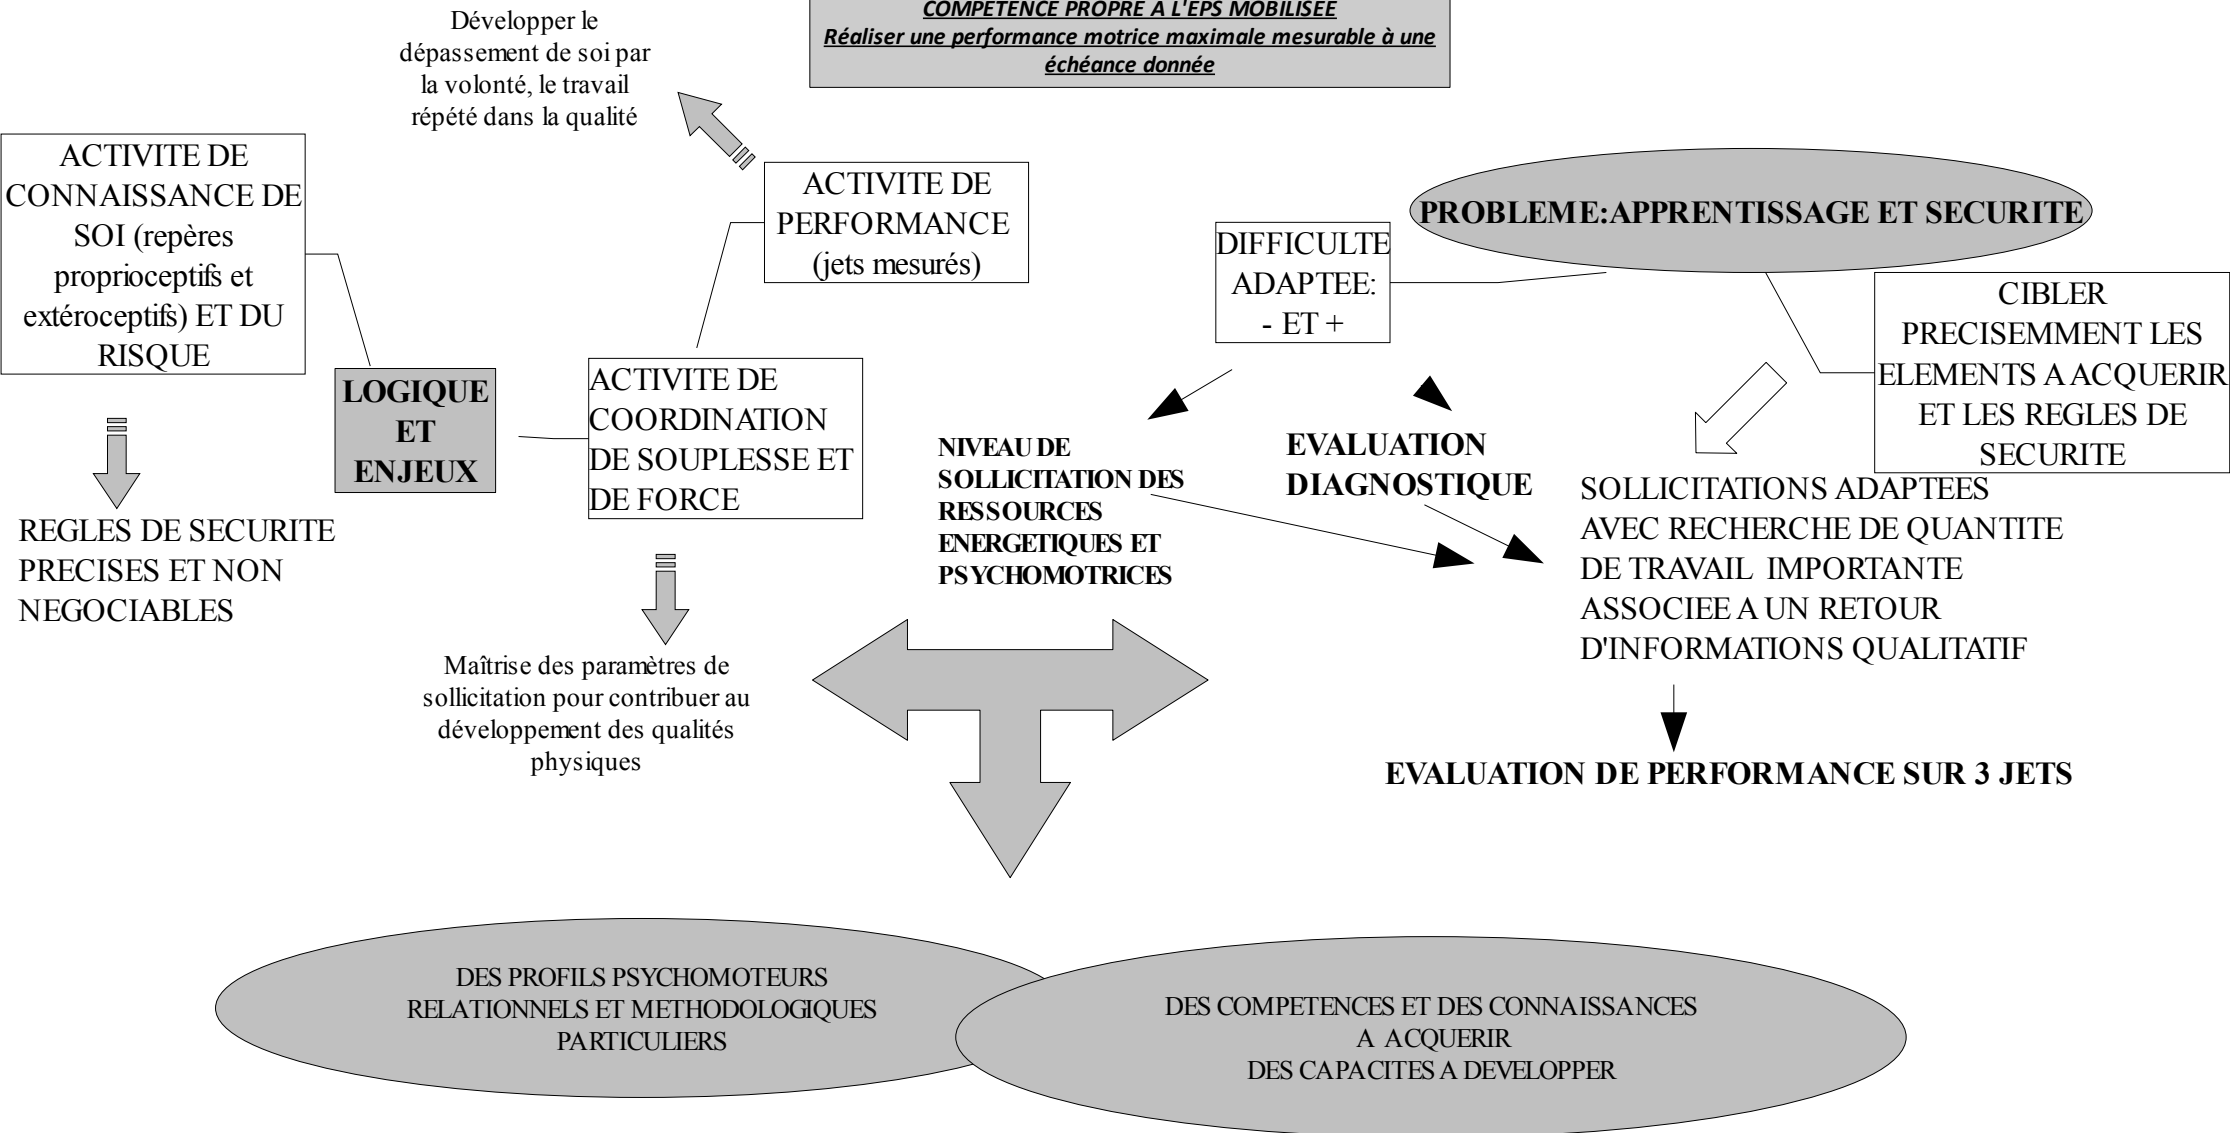 COMPETENCE PROPRE A L'EPS MOBILISEE
Réaliser une performance motrice maximale mesurable à une
échéance donnée
Développer le
dépassement de soi par
la volonté, le travail
répété dans la qualité
ACTIVITE DE
CONNAISSANCE DE
SOI (repères
proprioceptifs et
extéroceptifs) ET DU
RISQUE
ACTIVITE DE
PERFORMANCE
(jets mesurés)
LOGIQUE
ET
ENJEUX
ACTIVITE DE
COORDINATION
DE SOUPLESSE ET
DE FORCE
REGLES DE SECURITE
PRECISES ET NON
NEGOCIABLES
Maîtrise des paramètres de
sollicitation pour contribuer au
développement des qualités
physiques
PROBLEME:APPRENTISSAGE ET SECURITE
DIFFICULTE
ADAPTEE:
- ET +
CIBLER
PRECISEMMENT LES
ELEMENTS A ACQUERIR
ET LES REGLES DE
SECURITE
NIVEAU DE
SOLLICITATION DES
RESSOURCES
ENERGETIQUES ET
PSYCHOMOTRICES
EVALUATION
DIAGNOSTIQUE
SOLLICITATIONS ADAPTEES
AVEC RECHERCHE DE QUANTITE
DE TRAVAIL IMPORTANTE
ASSOCIEE A UN RETOUR
D'INFORMATIONS QUALITATIF
EVALUATION DE PERFORMANCE SUR 3 JETS
DES PROFILS PSYCHOMOTEURS
RELATIONNELS ET METHODOLOGIQUES
PARTICULIERS
DES COMPETENCES ET DES CONNAISSANCES
A ACQUERIR
DES CAPACITES A DEVELOPPER